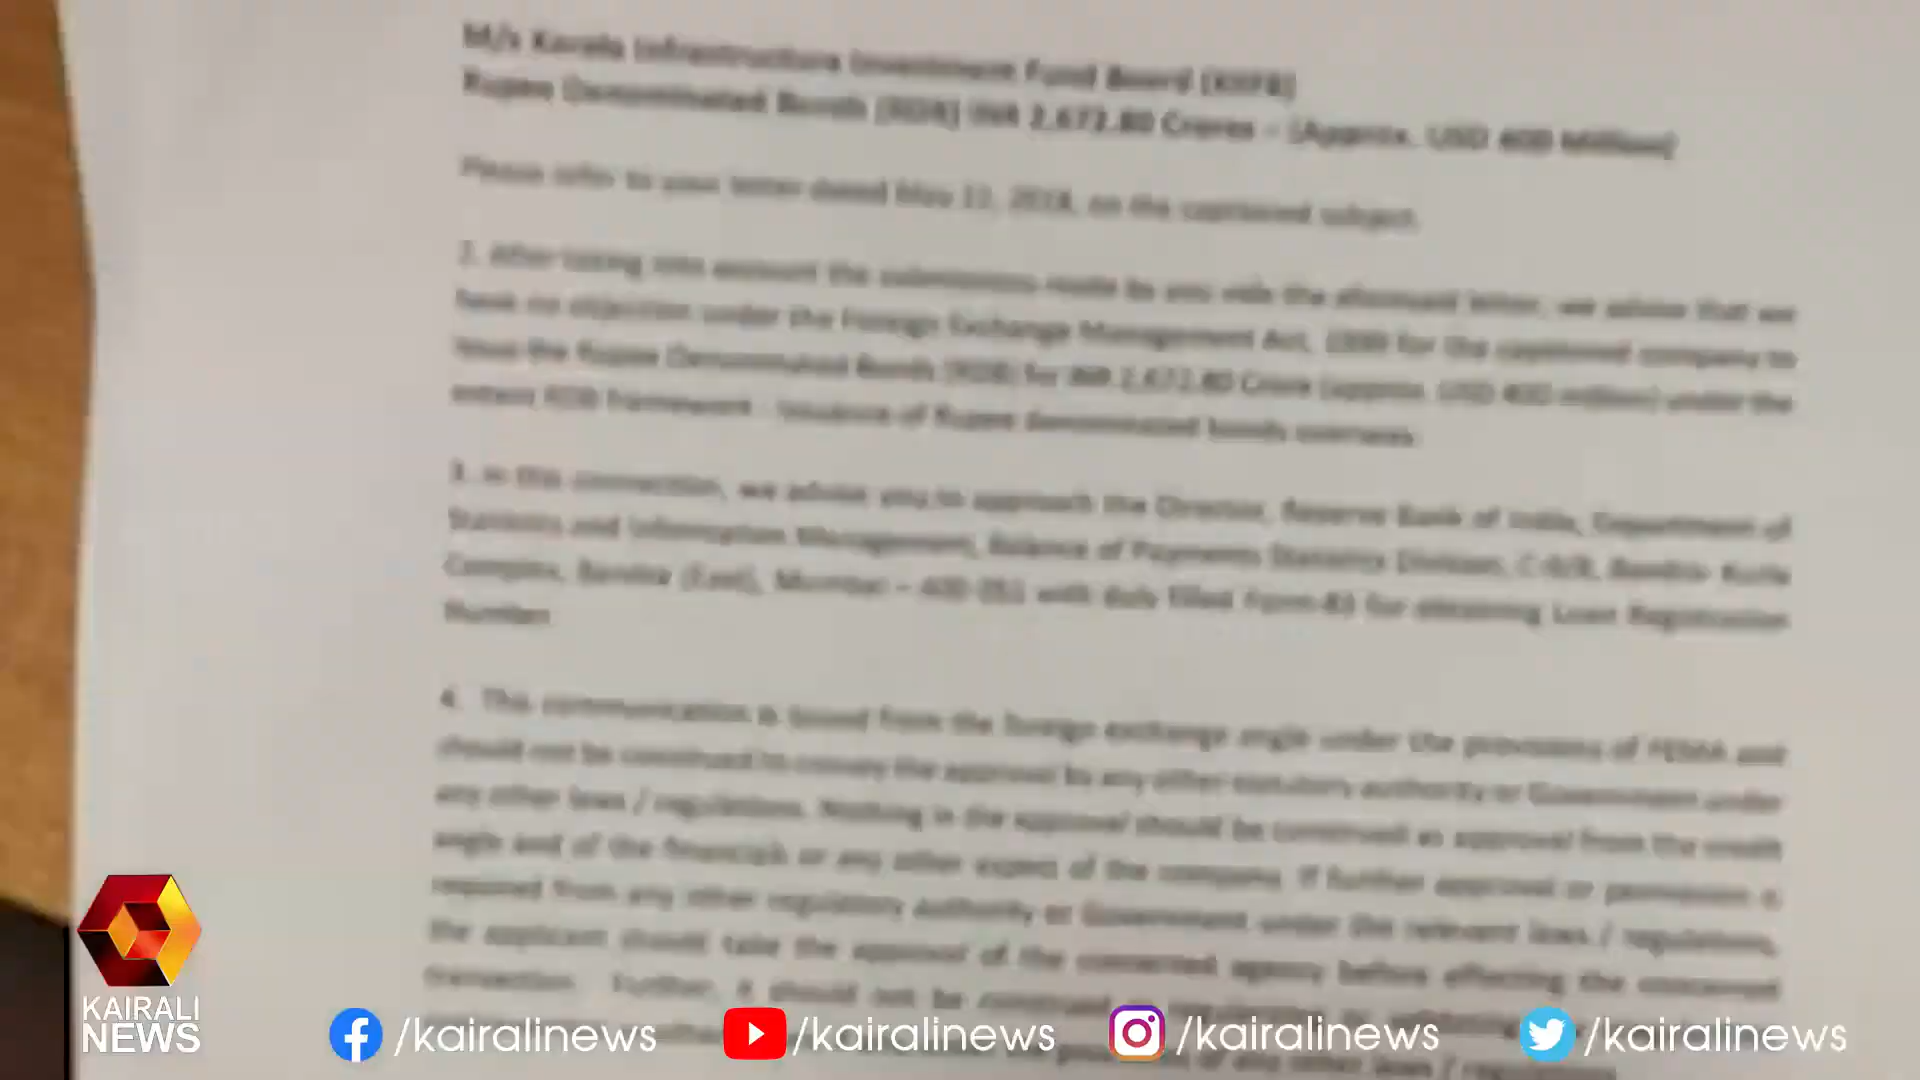 M/s Kerala Infrastructure Investment Fund Board (KIIFB)
Rupee Denominated Bonds (RDB) INR 2,672.80 Crores – (Approx. USD 400 Million)
Please refer to your letter dated May 2018, on the captioned subject.
2. After taking into account the submissions made by you vide the aforesaid letter, we advise that we
have no objection under the Foreign Exchange Management Act, 1999 for the captioned company to
issue the Rupee Denominated Bonds (RDB) for INR 2,672.80 Crore (approx. USD 400 million) under the
extant RDB framework - issuance of Rupee denominated bonds overseas.
3. In this connection, we advise you to approach the Director, Reserve Bank of India, Department of
Statistics and Information Management, Balance of Payments Statistics Division, Bandra- Kurla
Complex, Bandra (East), Mumbai – 400 051 with duly filled Form-83 for obtaining Loan Registration
Number.
4. This communication is issued from the foreign exchange angle under the provisions of FEMA and
should not be construed to convey the approval by any other statutory authority or Government under
any other laws / regulations. Nothing in the approval should be construed as approval from the credit
angle and of the financials or any other aspect of the company. If further approval or permission is
required from any other regulatory authority or Government under the relevant laws / regulations,
the applicant should take the approval of the concerned agency before effecting the concerned
transaction. Further, it should not be construed
any other laws / regulations
KAIRALI
NEWS
/kairalinews
/kairalinews
/kairalinews
/kairalinews